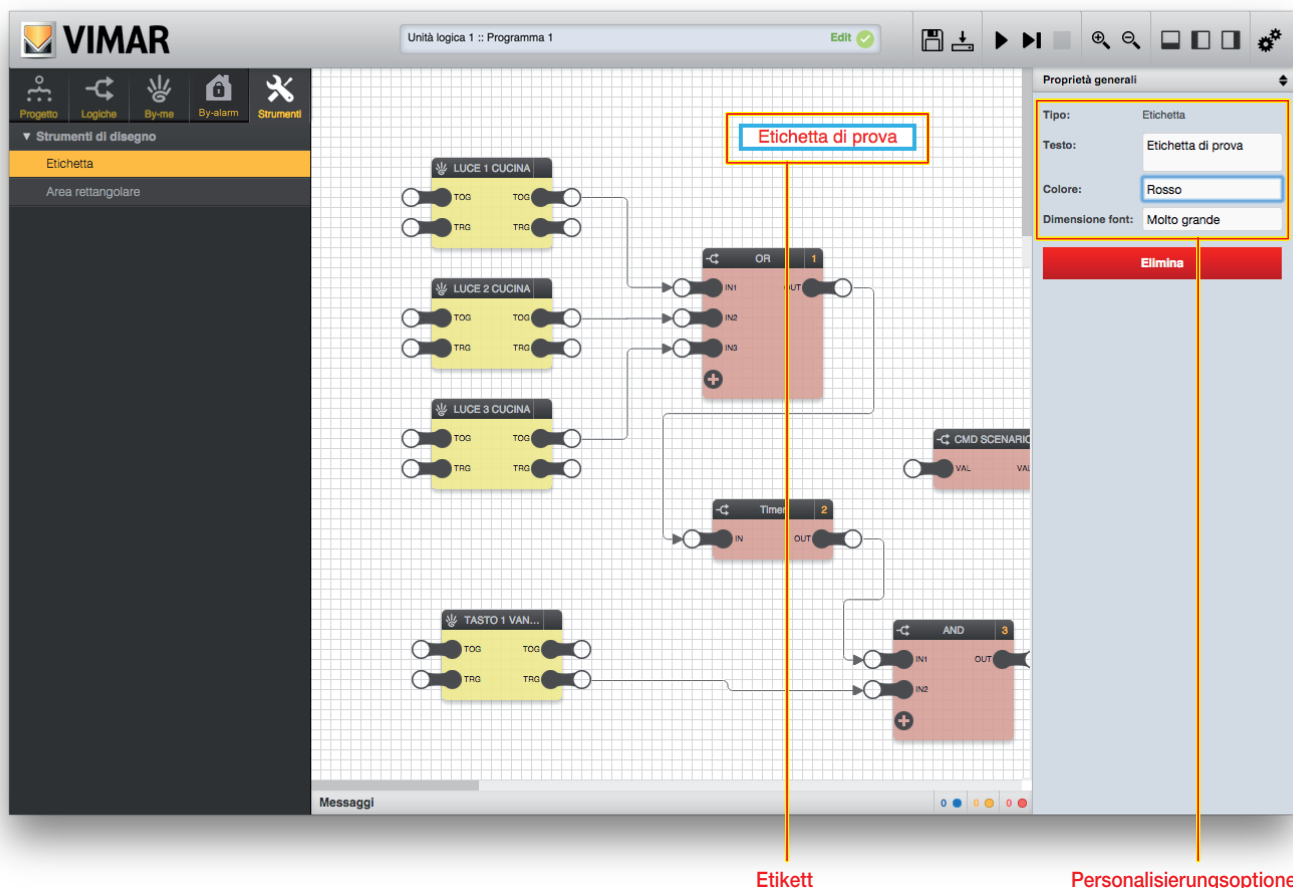 VIMAR
Unità logica 1 :: Programma 1
Edit
Progetto
Logiche
By-me
By-alarm
Strumenti
Strumenti di disegno
Etichetta
Area rettangolare
Etichetta di prova
LUCE 1 CUCINA
TOG TOG
TRG TRG
LUCE 2 CUCINA
TOG TOG
TRG TRG
LUCE 3 CUCINA
TOG TOG
TRG TRG
OR 1
IN1
IN2
IN3
CMD SCENARIO
VAL
Timer 2
IN OUT
TASTO 1 VAN...
TOG TOG
TRG TRG
AND 3
IN1 OUT
IN2
Messaggi
0 0 0
Proprietà generali
Tipo: Etichetta
Testo: Etichetta di prova
Colore: Rosso
Dimensione font: Molto grande
Elimina
Etikett